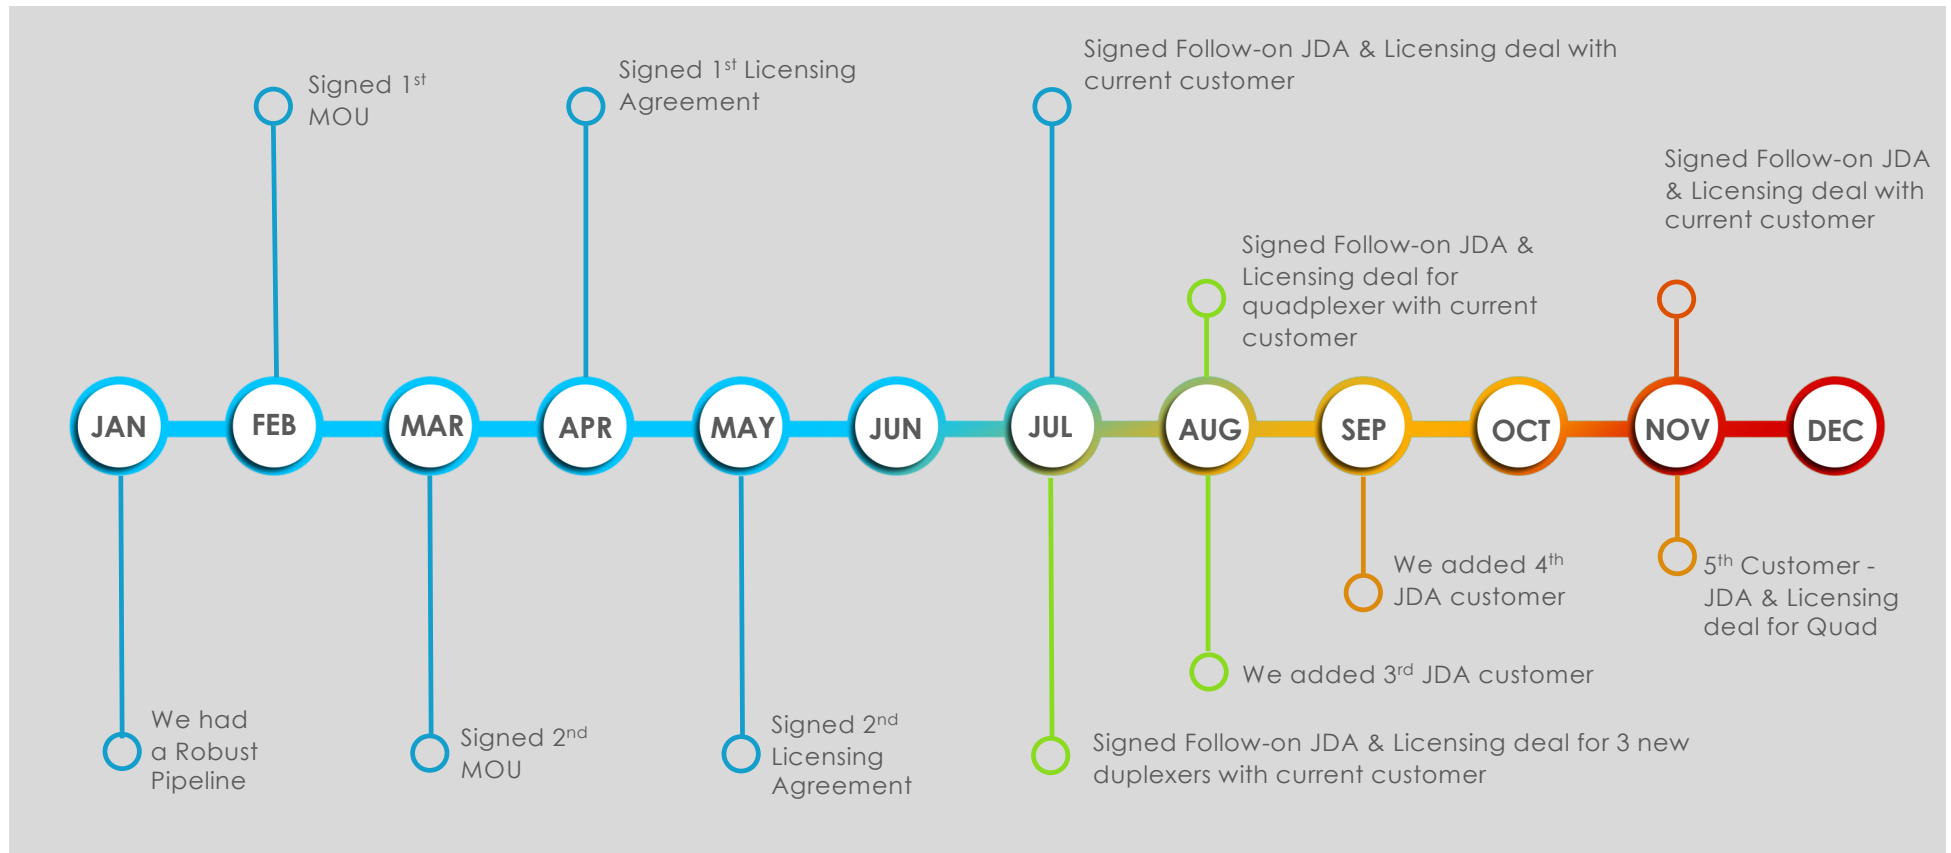 Signed 1st
MOU
Signed 1st Licensing
Agreement
Signed Follow-on JDA & Licensing deal with
current customer
Signed Follow-on JDA
& Licensing deal with
current customer
Signed Follow-on JDA &
Licensing deal for
quadplexer with current
customer
JAN
FEB
MAR
APR
MAY
JUN
JUL
AUG
SEP
OCT
NOV
DEC
We had
a Robust
Pipeline
Signed 2nd
MOU
Signed 2nd
Licensing
Agreement
Signed Follow-on JDA & Licensing deal for 3 new
duplexers with current customer
We added 3rd JDA customer
We added 4th
JDA customer
5th Customer -
JDA & Licensing
deal for Quad